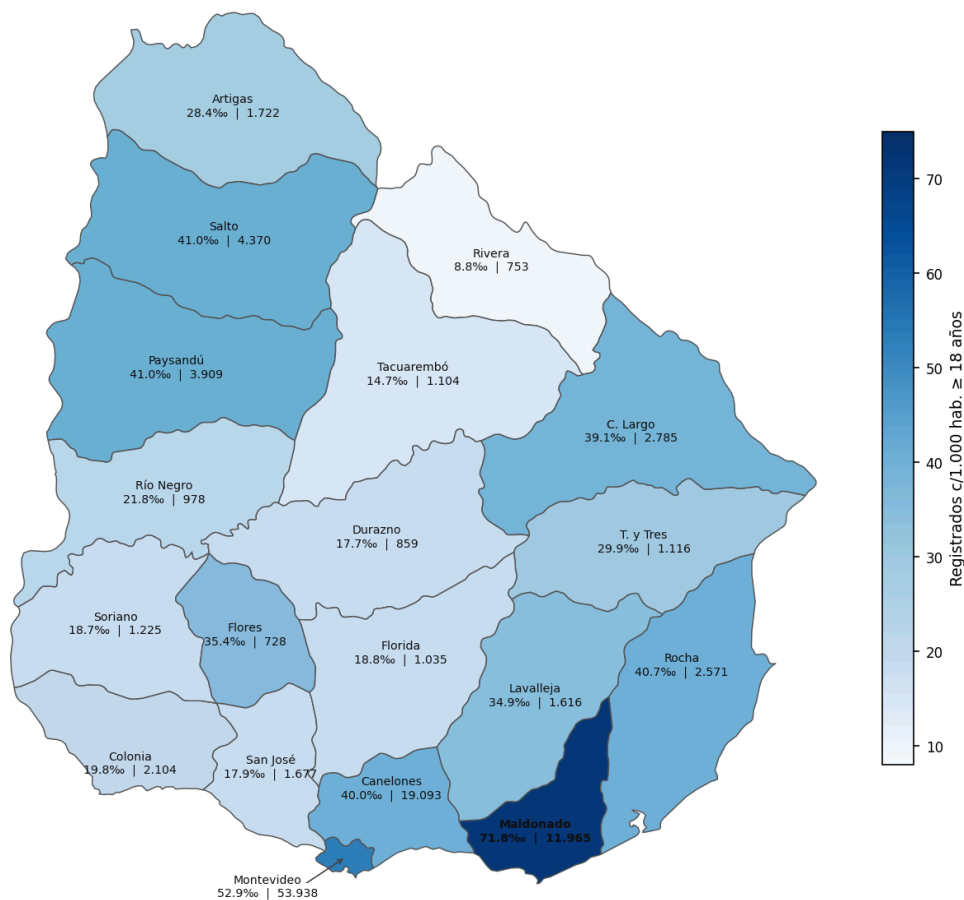 Artigas
28.4‰ | 1.722
Salto
41.0‰ | 4.370
Rivera
8.8‰ | 753
Paysandú
41.0‰ | 3.909
Tacuarembó
14.7‰ | 1.104
C. Largo
39.1‰ | 2.785
Río Negro
21.8‰ | 978
Durazno
17.7‰ | 859
T. y Tres
29.9‰ | 1.116
Soriano
18.7‰ | 1.225
Flores
35.4‰ | 728
Florida
18.8‰ | 1.035
Rocha
40.7‰ | 2.571
Lavalleja
34.9‰ | 1.616
Colonia
19.8‰ | 2.104
San José
17.9‰ | 1.677
Canelones
40.0‰ | 19.093
Maldonado
71.8‰ | 11.965
Montevideo
52.9‰ | 53.938
70
60
50
40
30
20
10
Registrados c/1.000 hab. ≥ 18 años